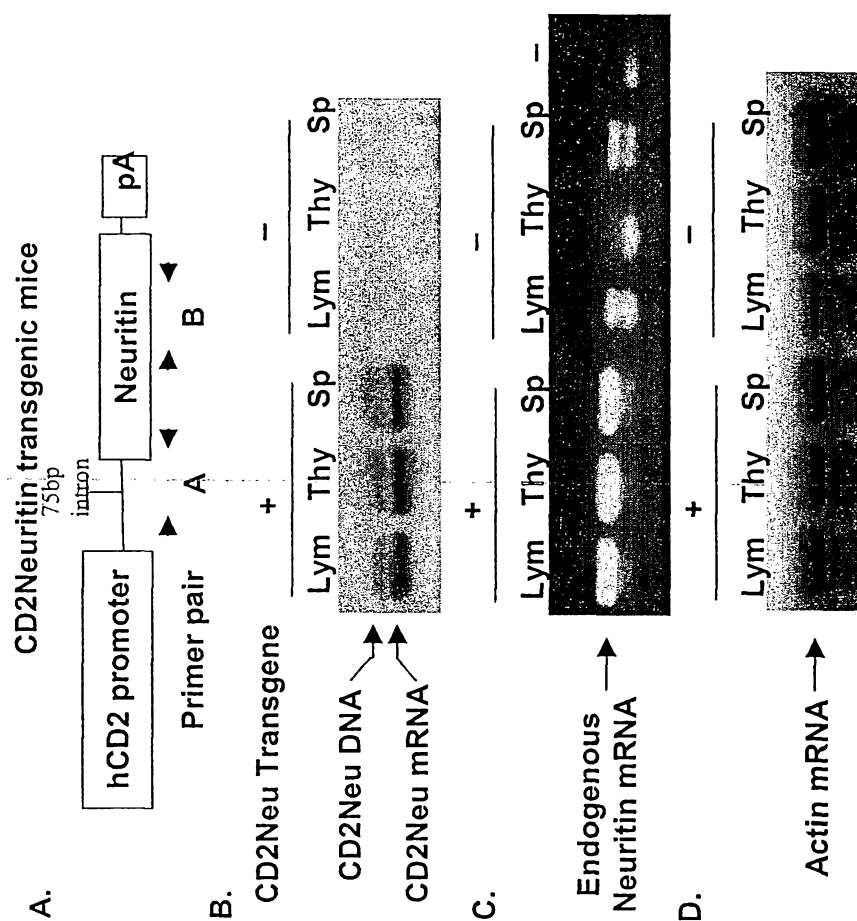 A.
CD2Neuritin transgenic mice
75bp
intron
hCD2 promoter
Neuritin
pA
Primer pair
A
B
B.
CD2Neu Transgene
+
−
Lym Thy Sp Lym Thy Sp
CD2Neu DNA
CD2Neu mRNA
C.
+
−
Lym Thy Sp Lym Thy Sp −
Endogenous
Neuritin mRNA
D.
+
−
Lym Thy Sp Lym Thy Sp
Actin mRNA